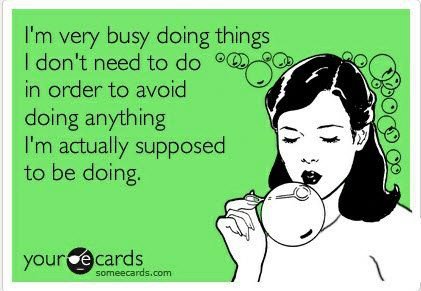 I'm very busy doing things
I don't need to do
in order to avoid
doing anything
I'm actually supposed
to be doing.
your e cards
someecards.com